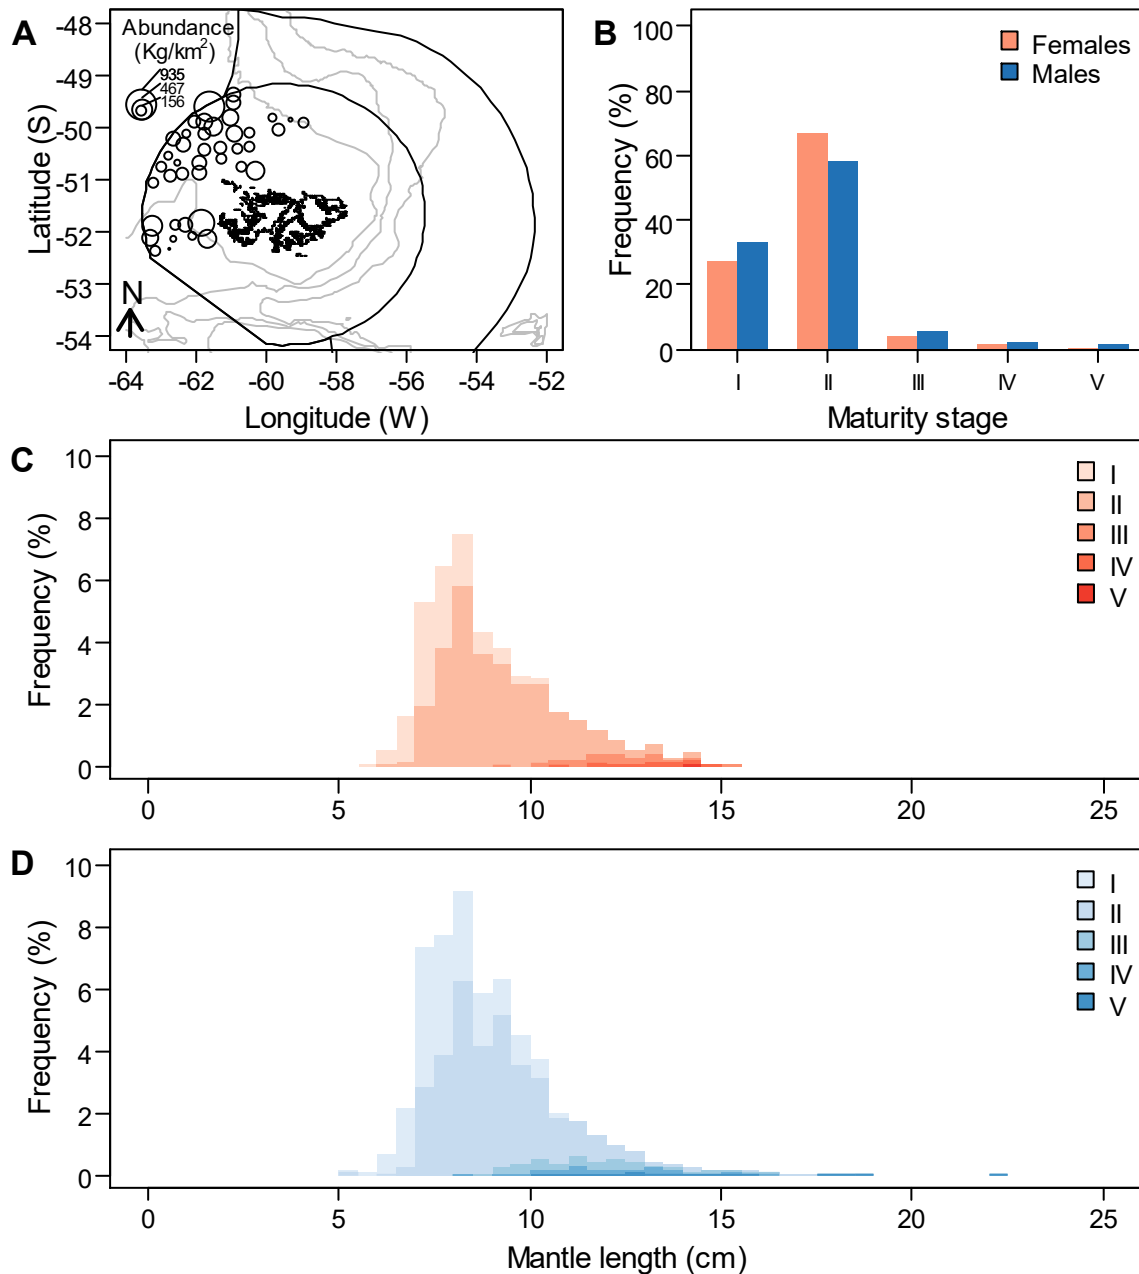 A
Abundance
(Kg/km²)
935
467
156
N
-48
-49
-50
-51
-52
-53
-54
Latitude (S)
-64 -62 -60 -58 -56 -54 -52
Longitude (W)
B
Females
Males
100
80
60
40
20
0
Frequency (%)
I II III IV V
Maturity stage
C
I
II
III
IV
V
10
8
6
4
2
0
Frequency (%)
0 5 10 15 20 25
D
I
II
III
IV
V
10
8
6
4
2
0
Frequency (%)
0 5 10 15 20 25
Mantle length (cm)